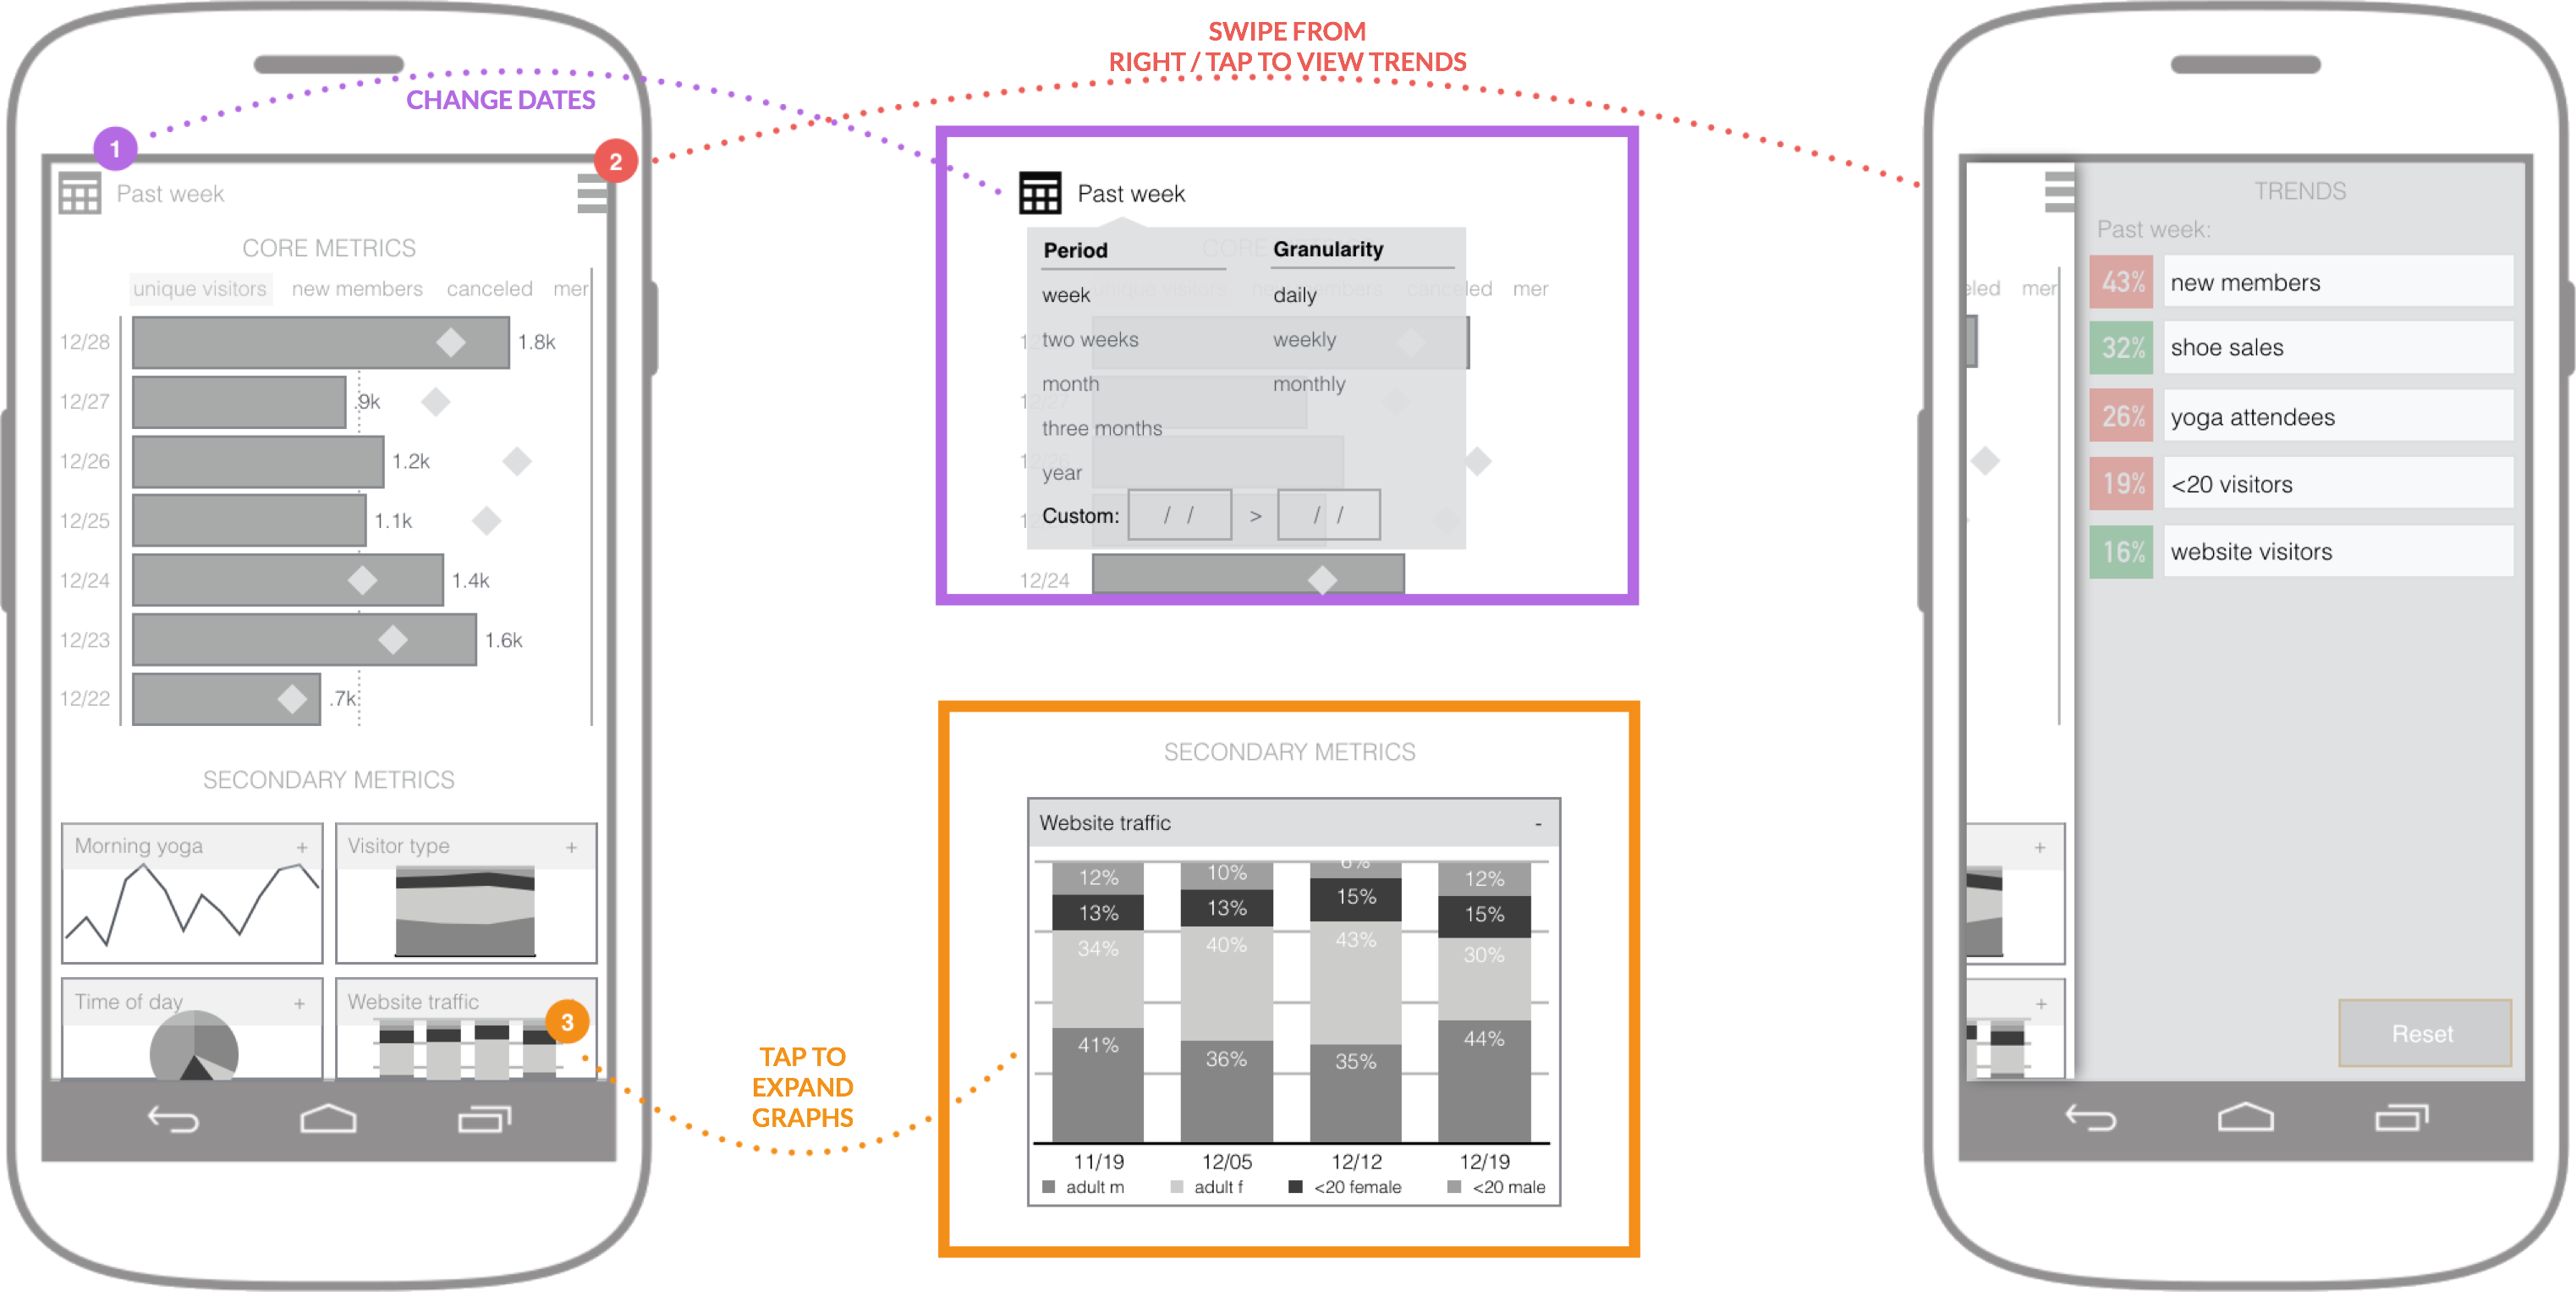 SWIPE FROM
RIGHT / TAP TO VIEW TRENDS
CHANGE DATES
1
2
Past week
CORE METRICS
unique visitors new members canceled mer
12/28 1.8k
12/27 .9k
12/26 1.2k
12/25 1.1k
12/24 1.4k
12/23 1.6k
12/22 .7k
SECONDARY METRICS
Morning yoga +
Visitor type +
Time of day +
Website traffic
3
Past week
Period Granularity
week daily
two weeks weekly
month monthly
three months
year
Custom: / / > / /
led mer
12/24
TAP TO
EXPAND
GRAPHS
SECONDARY METRICS
Website traffic -
12% 10% 6% 12%
13% 13% 15% 15%
34% 40% 43% 30%
41% 36% 35% 44%
11/19 12/05 12/12 12/19
adult m adult f <20 female <20 male
eled mer
+
+
TRENDS
Past week:
43% new members
32% shoe sales
26% yoga attendees
19% <20 visitors
16% website visitors
Reset